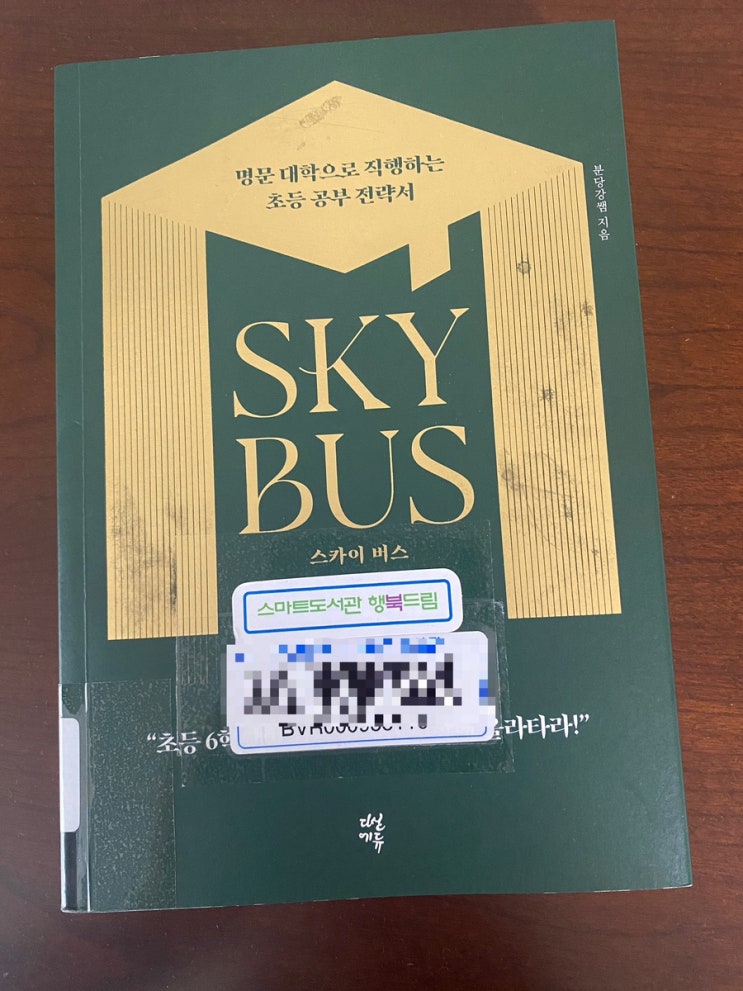 명문 대학으로 직행하는
초등 공부 전략서
분당강쌤 지음
SKY
BUS
스카이 버스
스마트도서관 행북드림
“초등 6학 올라타라!”
다산
에듀